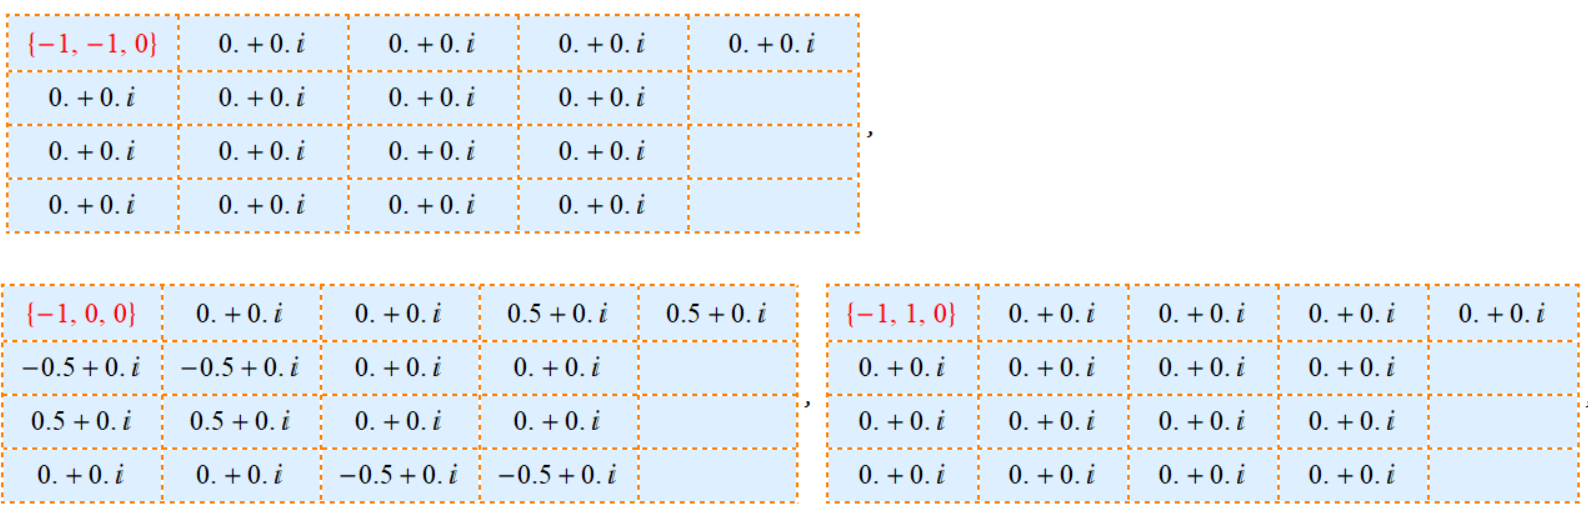 {−1, −1, 0} 0. + 0. i 0. + 0. i 0. + 0. i 0. + 0. i
0. + 0. i 0. + 0. i 0. + 0. i 0. + 0. i
0. + 0. i 0. + 0. i 0. + 0. i 0. + 0. i ,
0. + 0. i 0. + 0. i 0. + 0. i 0. + 0. i
{−1, 0, 0} 0. + 0. i 0. + 0. i 0.5 + 0. i 0.5 + 0. i
−0.5 + 0. i −0.5 + 0. i 0. + 0. i 0. + 0. i
0.5 + 0. i 0.5 + 0. i 0. + 0. i 0. + 0. i ,
0. + 0. i 0. + 0. i −0.5 + 0. i −0.5 + 0. i
{−1, 1, 0} 0. + 0. i 0. + 0. i 0. + 0. i 0. + 0. i
0. + 0. i 0. + 0. i 0. + 0. i 0. + 0. i
0. + 0. i 0. + 0. i 0. + 0. i 0. + 0. i ,
0. + 0. i 0. + 0. i 0. + 0. i 0. + 0. i